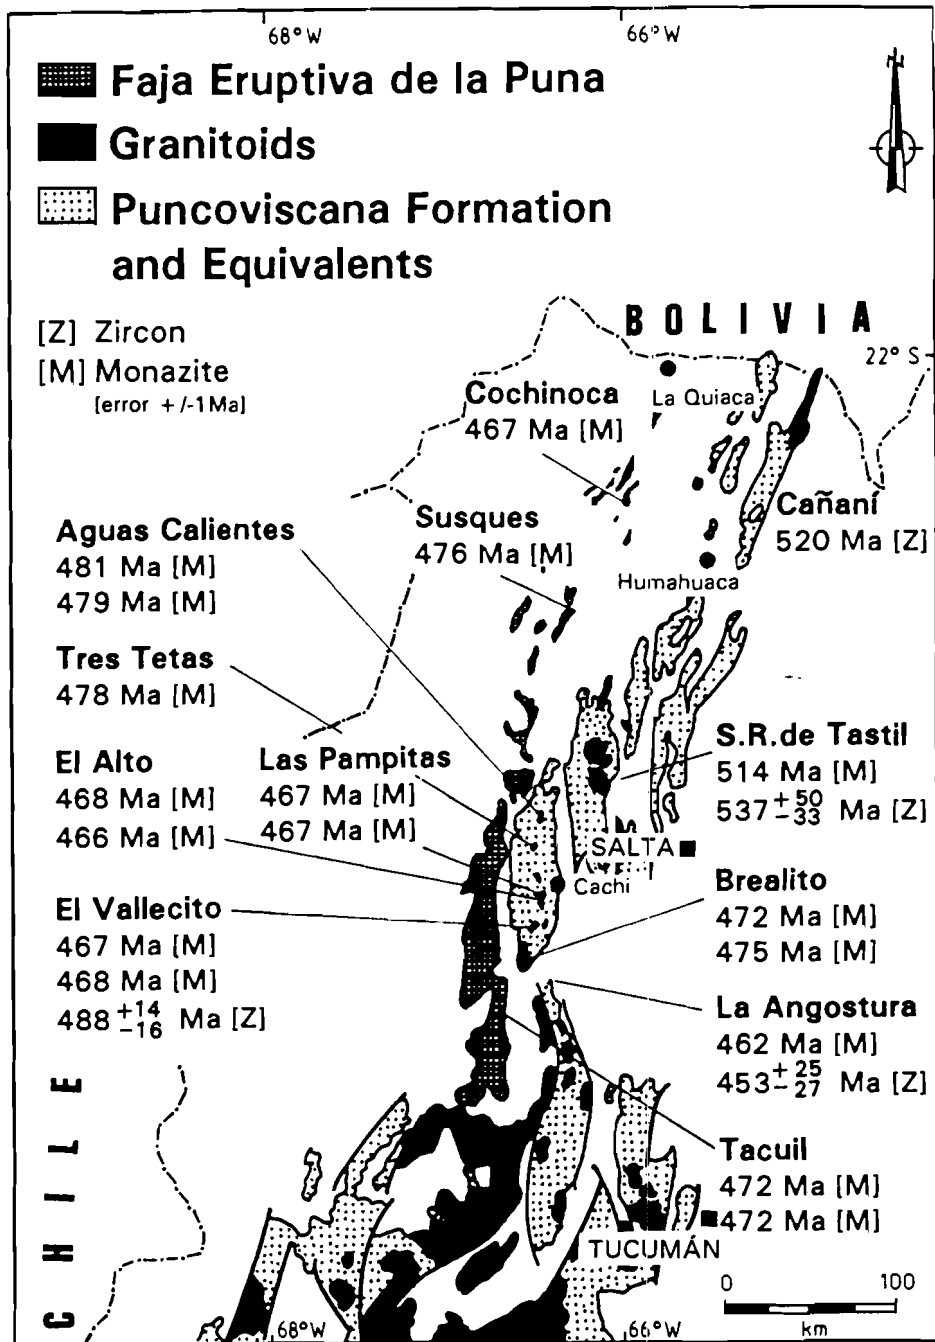 68°W
66°W
N
Faja Eruptiva de la Puna
Granitoids
Puncoviscana Formation
and Equivalents
[Z] Zircon
[M] Monazite
[error +/-1Ma]
BOLIVIA
22° S
La Quiaca
Cochinoca
467 Ma [M]
Cañaní
520 Ma [Z]
Susques
476 Ma [M]
Humahuaca
Aguas Calientes
481 Ma [M]
479 Ma [M]
Tres Tetas
478 Ma [M]
S.R.de Tastil
514 Ma [M]
537 +50 -33 Ma [Z]
El Alto
468 Ma [M]
466 Ma [M]
Las Pampitas
467 Ma [M]
467 Ma [M]
SALTA
Cachi
Brealito
472 Ma [M]
475 Ma [M]
El Vallecito
467 Ma [M]
468 Ma [M]
488 +14 -16 Ma [Z]
La Angostura
462 Ma [M]
453 +25 -27 Ma [Z]
CHILE
Tacuil
472 Ma [M]
472 Ma [M]
TUCUMÁN
0 100
km
68°W
66°W